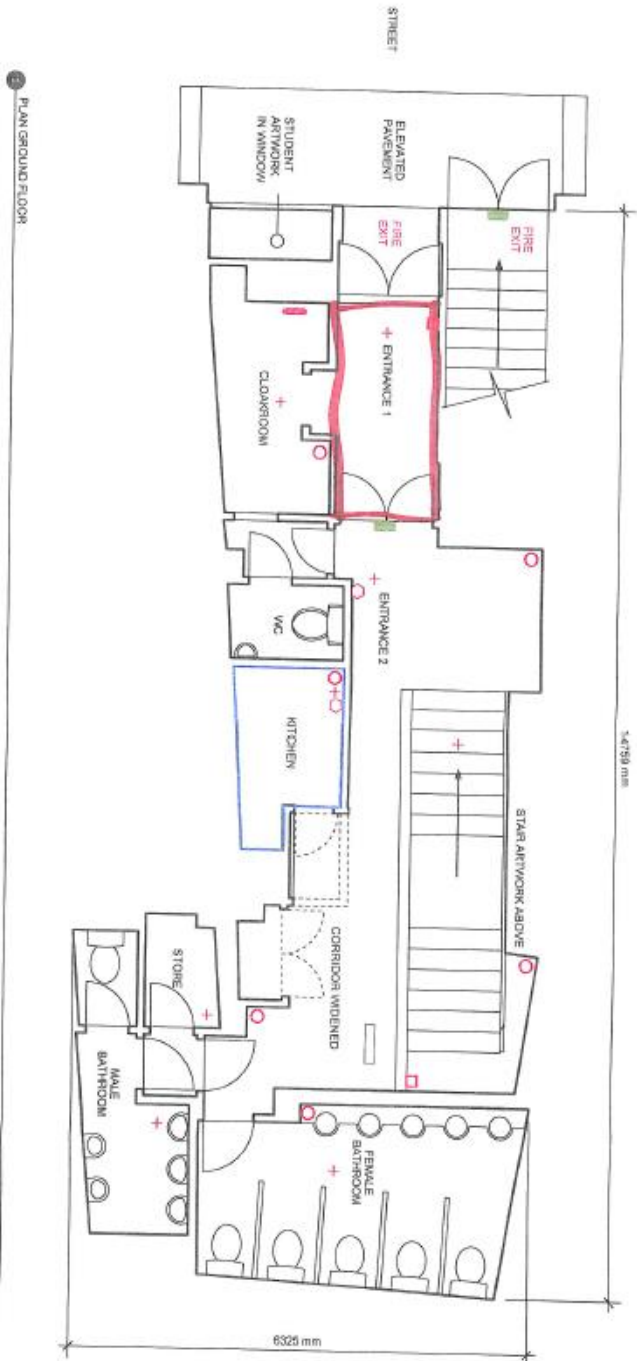 STREET
ELEVATED
PAVEMENT
STUDENT
ARTWORK
IN WINDOW
FIRE
EXIT
FIRE
EXIT
ENTRANCE 1
CLOAKROOM
ENTRANCE 2
WC
KITCHEN
14759 mm
STAIR ARTWORK ABOVE
CORRIDOR WIDENED
STORE
MALE
BATHROOM
FEMALE
BATHROOM
6325 mm
PLAN GROUND FLOOR